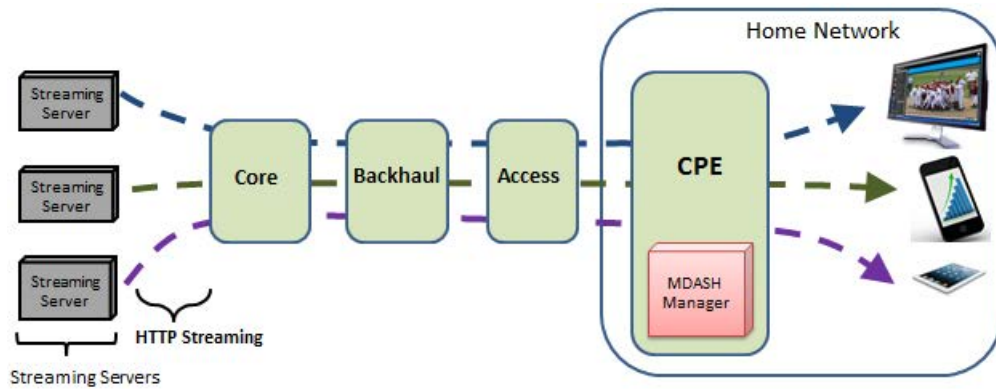 Home Network
Streaming
Server
Streaming
Server
Streaming
Server
Core
Backhaul
Access
CPE
MDASH
Manager
HTTP Streaming
Streaming Servers